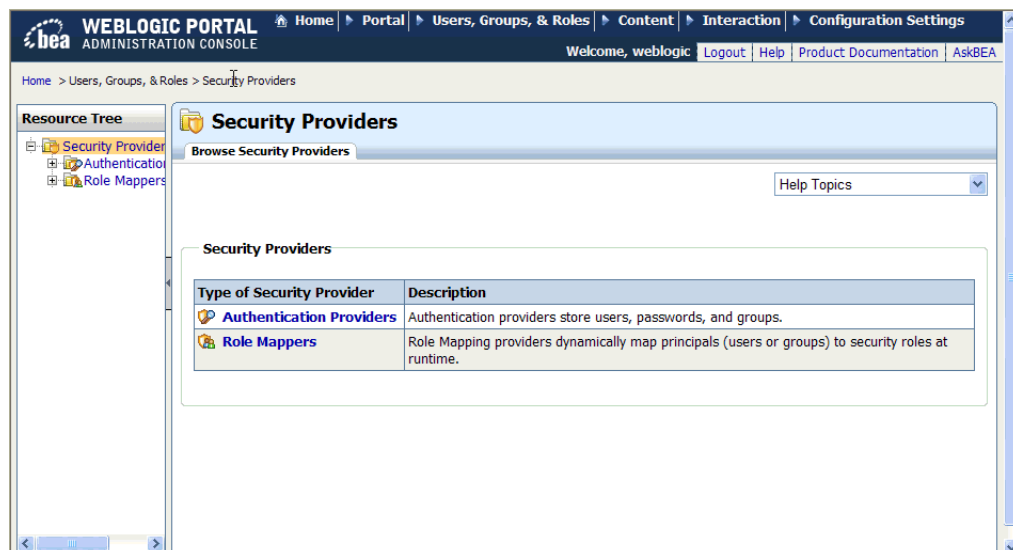 bea WEBLOGIC PORTAL
ADMINISTRATION CONSOLE
Home Portal Users, Groups, & Roles Content Interaction Configuration Settings
Welcome, weblogic Logout Help Product Documentation AskBEA
Home > Users, Groups, & Roles > Security Providers
Resource Tree
Security Provider
Authentication
Role Mappers
Security Providers
Browse Security Providers
Help Topics
Security Providers
Type of Security Provider Description
Authentication Providers Authentication providers store users, passwords, and groups.
Role Mappers Role Mapping providers dynamically map principals (users or groups) to security roles at
runtime.